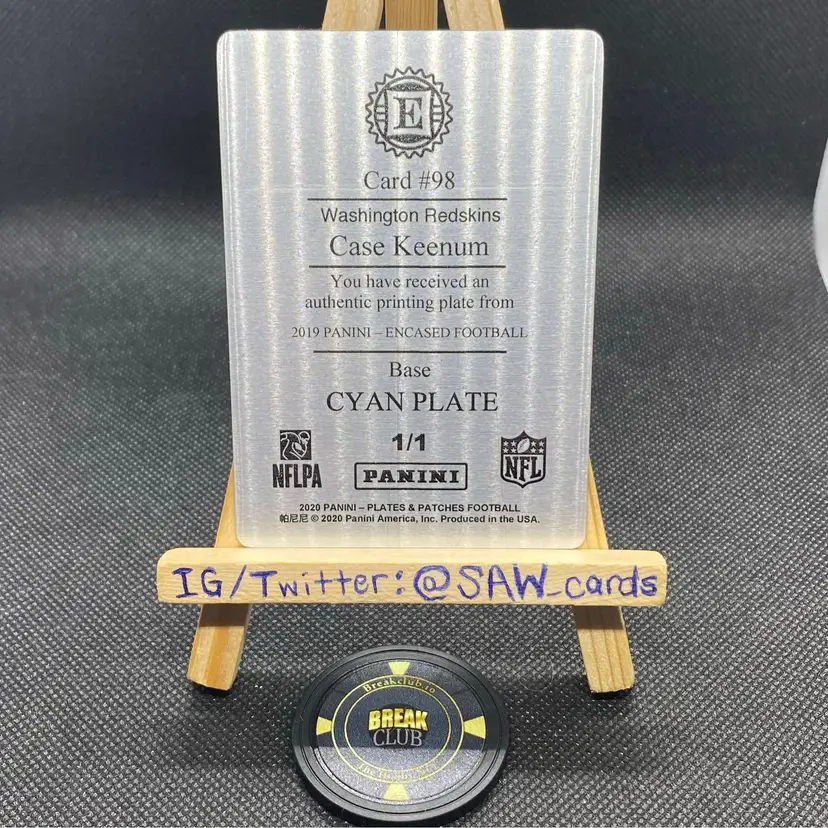 E
Card #98
Washington Redskins
Case Keenum
You have received an
authentic printing plate from
2019 PANINI – ENCASED FOOTBALL
Base
CYAN PLATE
1/1
NFLPA
PANINI
NFL
2020 PANINI – PLATES & PATCHES FOOTBALL
帕尼尼 © 2020 Panini America, Inc. Produced in the USA.
IG/Twitter: @SAW_cards
Breakclub.io
BREAK
CLUB